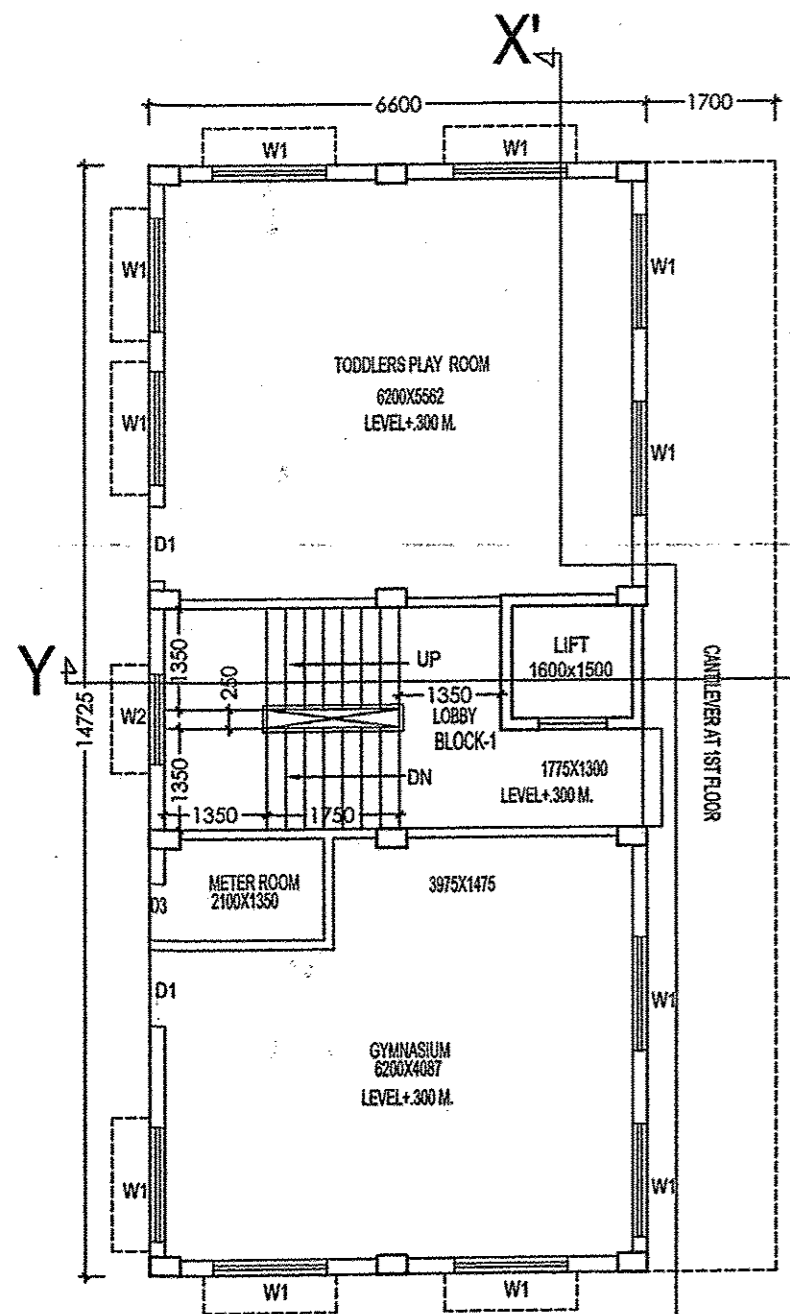 X'
6600
1700
W1
W1
W1
W1
TODDLERS PLAY ROOM
6200X5562
LEVEL+.300 M.
W1
W1
D1
Y
14725
W2
1350
250
1350
UP
LIFT
1600x1500
1350
LOBBY
BLOCK-1
DN
1775X1300
LEVEL+.300 M.
1350
1750
CANTILEVER AT 1ST FLOOR
METER ROOM
2100X1350
3975X1475
D3
D1
W1
GYMNASIUM
6200X4087
LEVEL+.300 M.
W1
W1
W1
W1